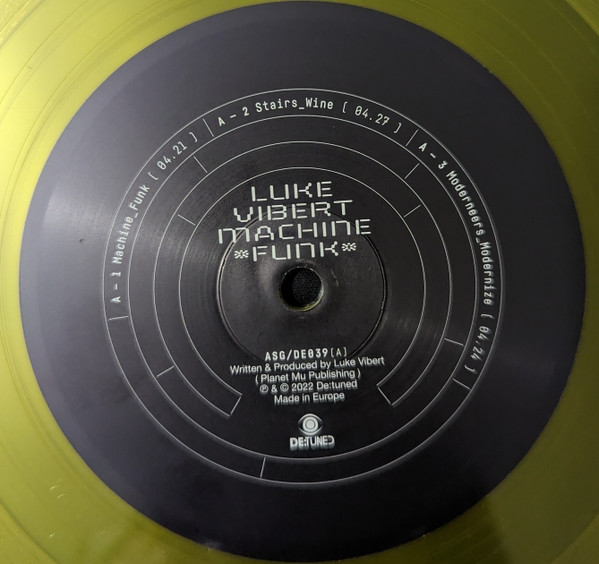 A - 1 Machine_Funk [ 04.21 ]
A - 2 Stairs_Wine [ 04.27 ]
A - 3 Moderneers_Modernize [ 04.24 ]
LUKE
VIBERT
MACHINE
*FUNK*
ASG/DE039[A]
Written & Produced by Luke Vibert
( Planet Mu Publishing )
℗ & © 2022 De:tuned
Made in Europe
DE:TUNED